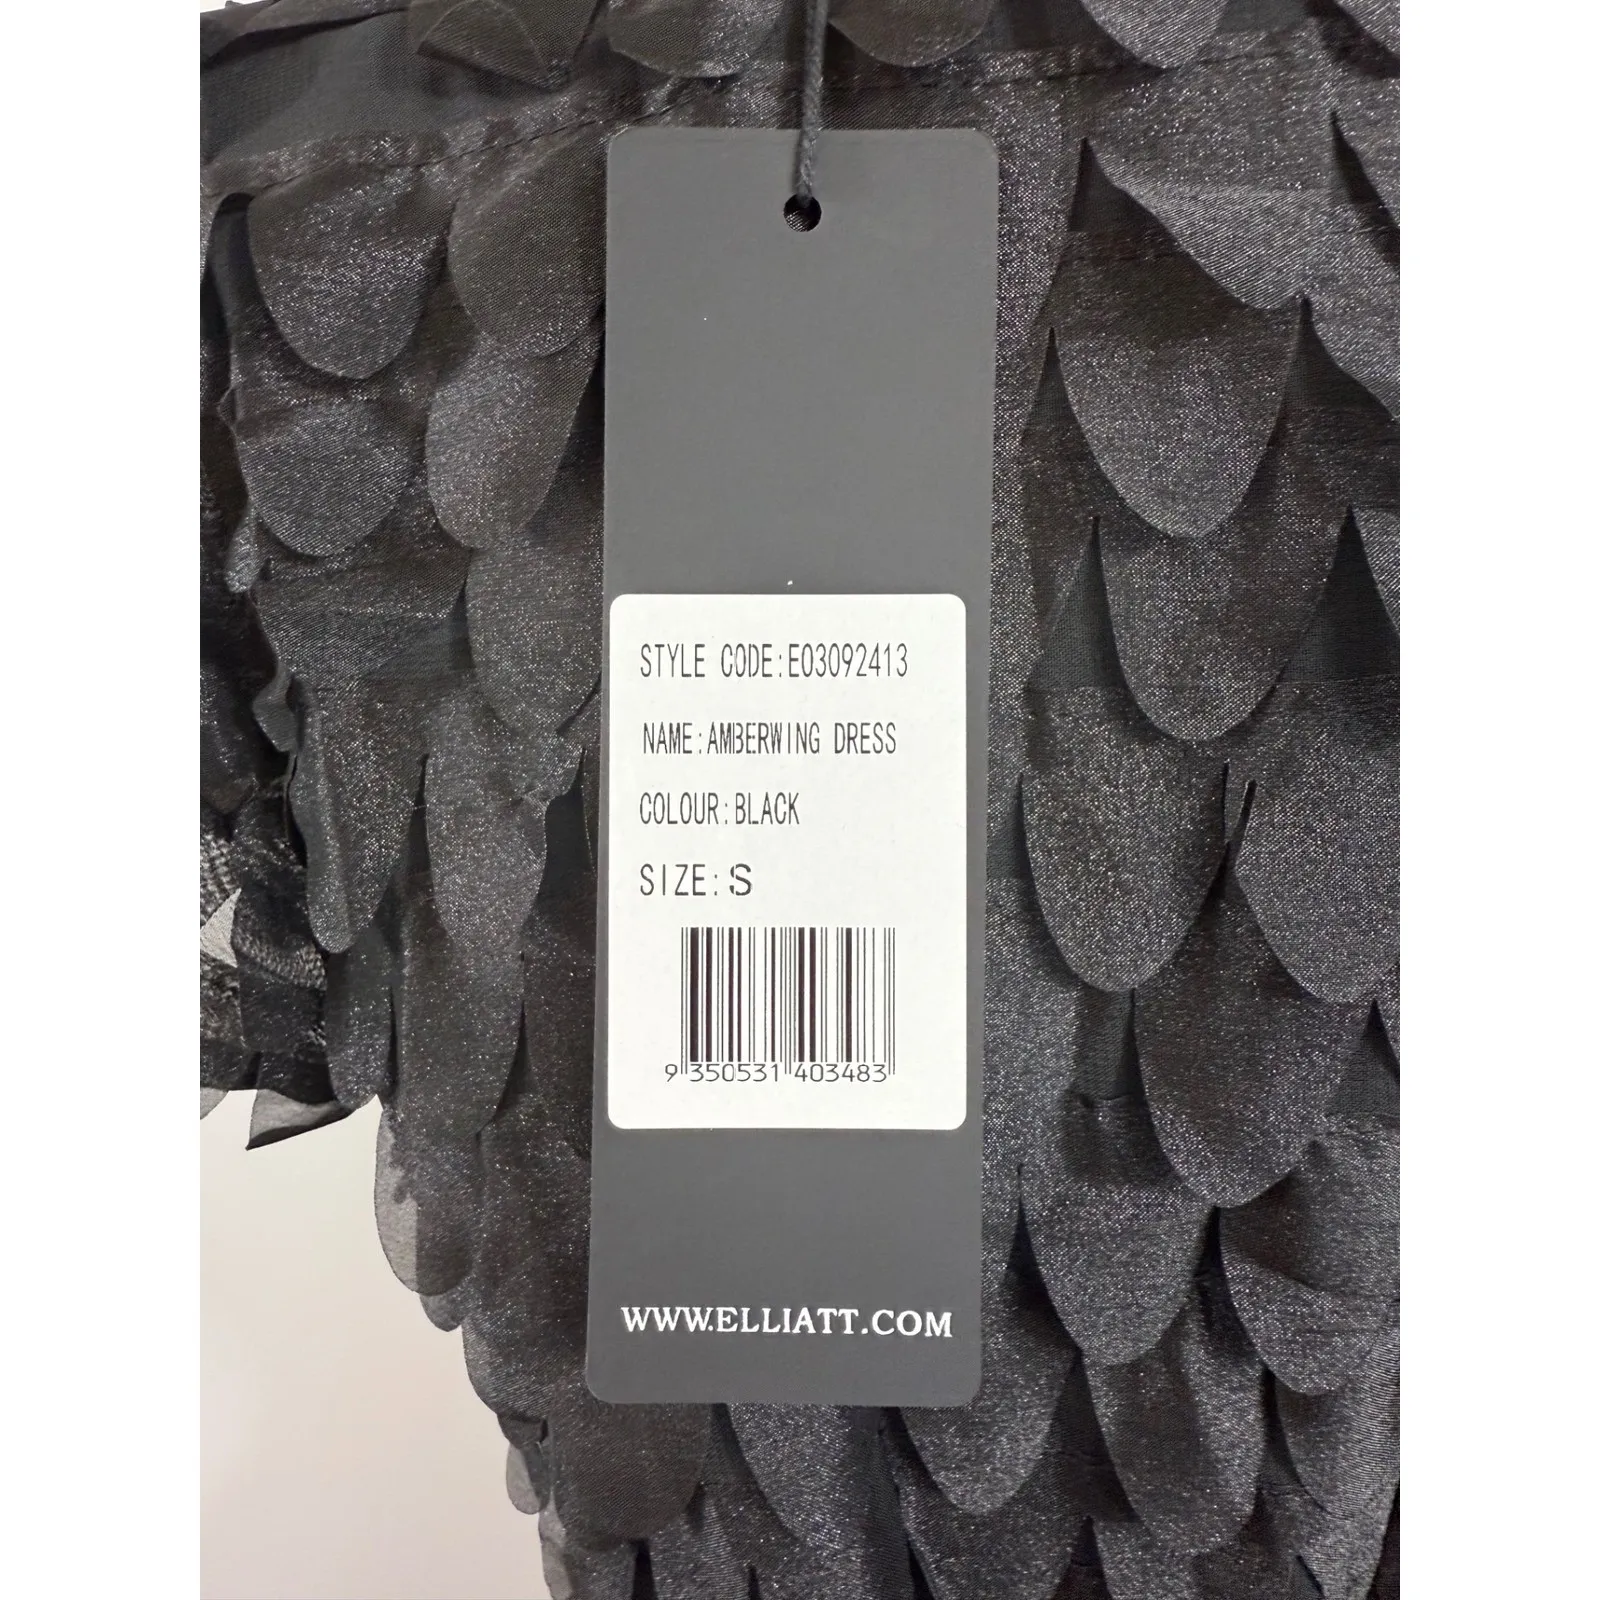 STYLE CODE:E03092413
NAME:AMBERWING DRESS
COLOUR:BLACK
SIZE:S
9 350531 403483
WWW.ELLIATT.COM